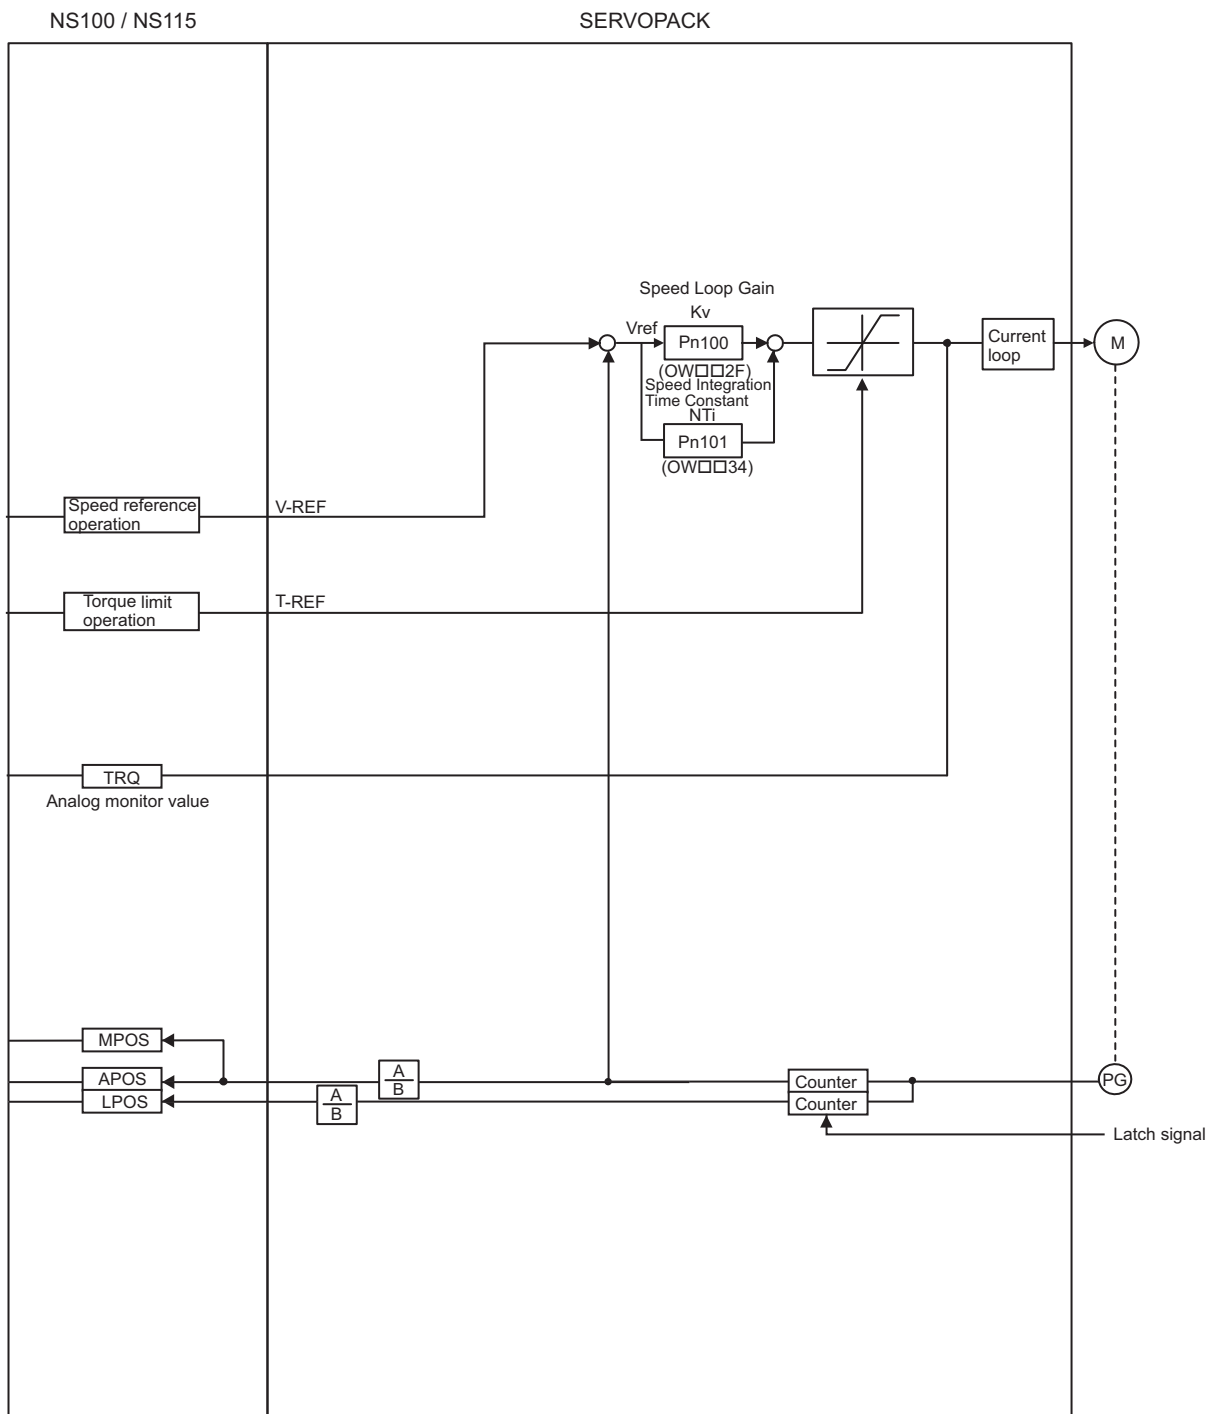 NS100 / NS115
SERVOPACK
Speed Loop Gain
Kv
Vref
Pn100
(OW□□2F)
Speed Integration
Time Constant
NTi
Pn101
(OW□□34)
Current
loop
M
Speed reference
operation
V-REF
Torque limit
operation
T-REF
TRQ
Analog monitor value
MPOS
APOS
LPOS
A
B
A
B
Counter
Counter
PG
Latch signal